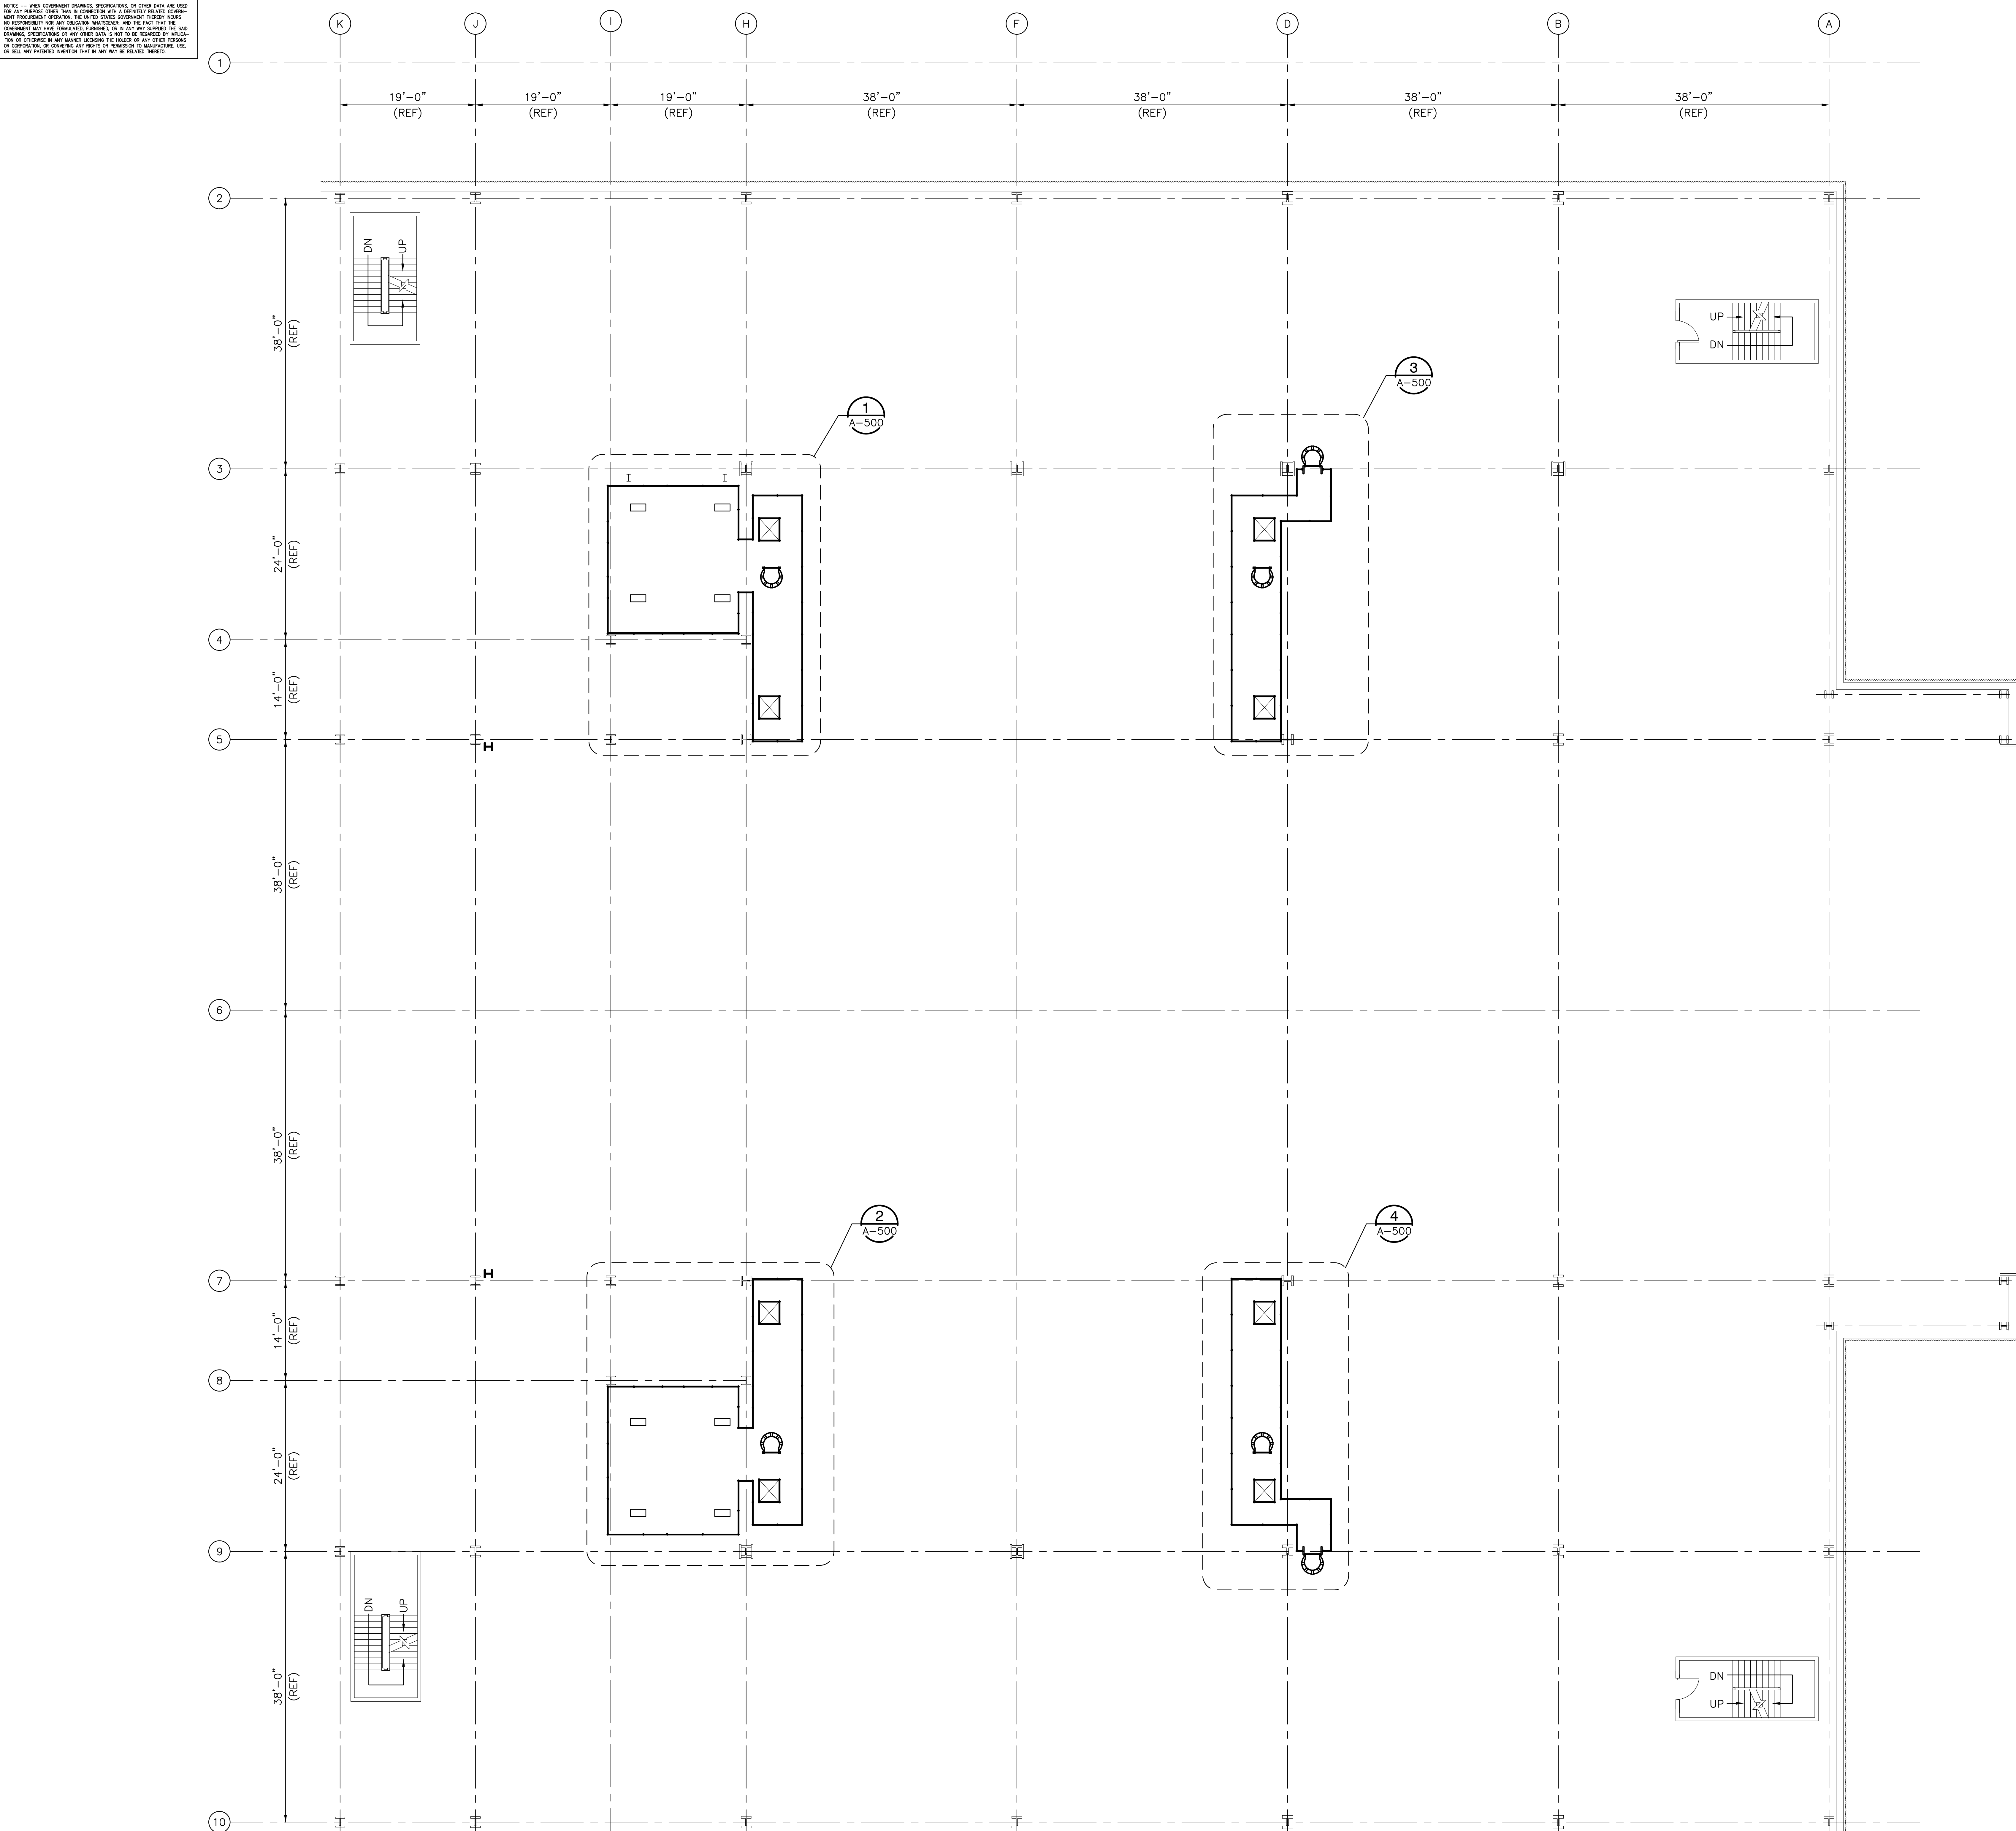 NOTICE -- WHEN GOVERNMENT DRAWINGS, SPECIFICATIONS, OR OTHER DATA ARE USED
FOR ANY PURPOSE OTHER THAN IN CONNECTION WITH A DEFINITELY RELATED GOVERN-
MENT PROCUREMENT OPERATION, THE UNITED STATES GOVERNMENT THEREBY INCURS
NO RESPONSIBILITY NOR ANY OBLIGATION WHATSOEVER; AND THE FACT THAT THE
GOVERNMENT MAY HAVE FORMULATED, FURNISHED, OR IN ANY WAY SUPPLIED THE SAID
DRAWINGS, SPECIFICATIONS OR ANY OTHER DATA IS NOT TO BE REGARDED BY IMPLICA-
TION OR OTHERWISE IN ANY MANNER LICENSING THE HOLDER OR ANY OTHER PERSONS
OR CORPORATION, OR CONVEYING ANY RIGHTS OR PERMISSION TO MANUFACTURE, USE,
OR SELL ANY PATENTED INVENTION THAT IN ANY WAY BE RELATED THERETO.
K J I H F D B A
1
19'-0" 19'-0" 19'-0" 38'-0" 38'-0" 38'-0" 38'-0"
(REF) (REF) (REF) (REF) (REF) (REF) (REF)
2
DN UP
38'-0"
(REF)
UP
DN
3
A-500
1
A-500
3
24'-0"
(REF)
4
14'-0"
(REF)
5
38'-0"
(REF)
6
38'-0"
(REF)
2
A-500
4
A-500
7
14'-0"
(REF)
8
24'-0"
(REF)
9
DN UP
38'-0"
(REF)
DN
UP
10